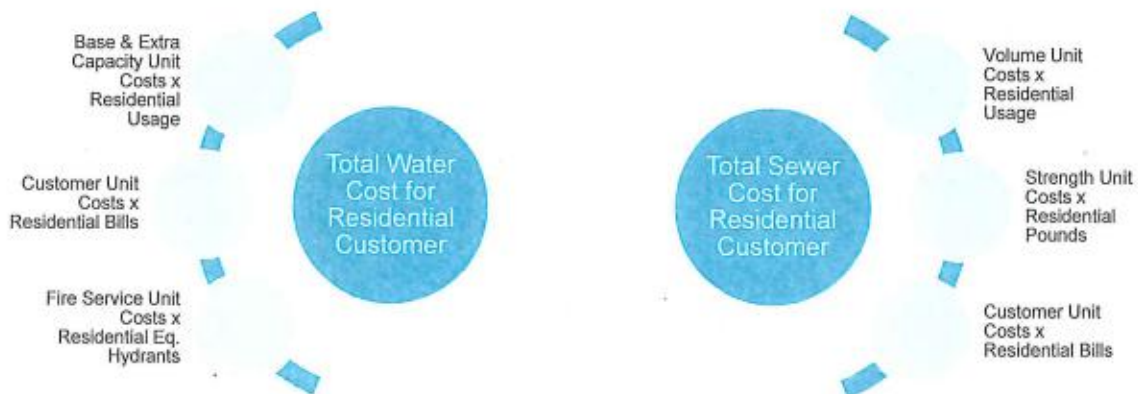 Base & Extra
Capacity Unit
Costs x
Residential
Usage
Customer Unit
Costs x
Residential Bills
Fire Service Unit
Costs x
Residential Eq.
Hydrants
Total Water
Cost for
Residential
Customer
Total Sewer
Cost for
Residential
Customer
Volume Unit
Costs x
Residential
Usage
Strength Unit
Costs x
Residential
Pounds
Customer Unit
Costs x
Residential Bills